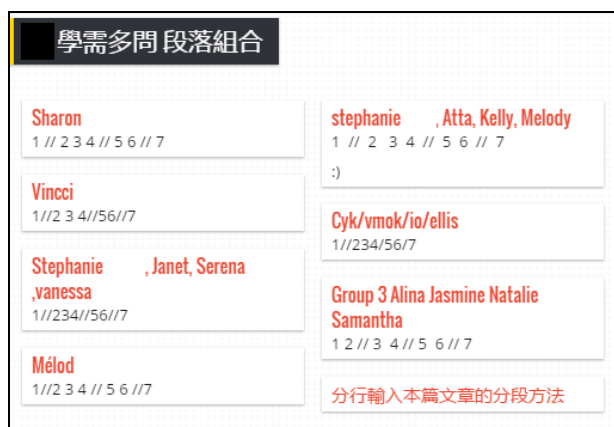 學需多問 段落組合
Sharon
1 // 2 3 4 // 5 6 // 7
Vincci
1//2 3 4//56//7
Stephanie , Janet, Serena
,vanessa
1//234//56//7
Mélod
1//2 3 4 // 5 6 //7
stephanie , Atta, Kelly, Melody
1 // 2 3 4 // 5 6 // 7
:)
Cyk/vmok/io/ellis
1//234/56/7
Group 3 Alina Jasmine Natalie
Samantha
1 2 // 3 4 // 5 6 // 7
分行輸入本篇文章的分段方法